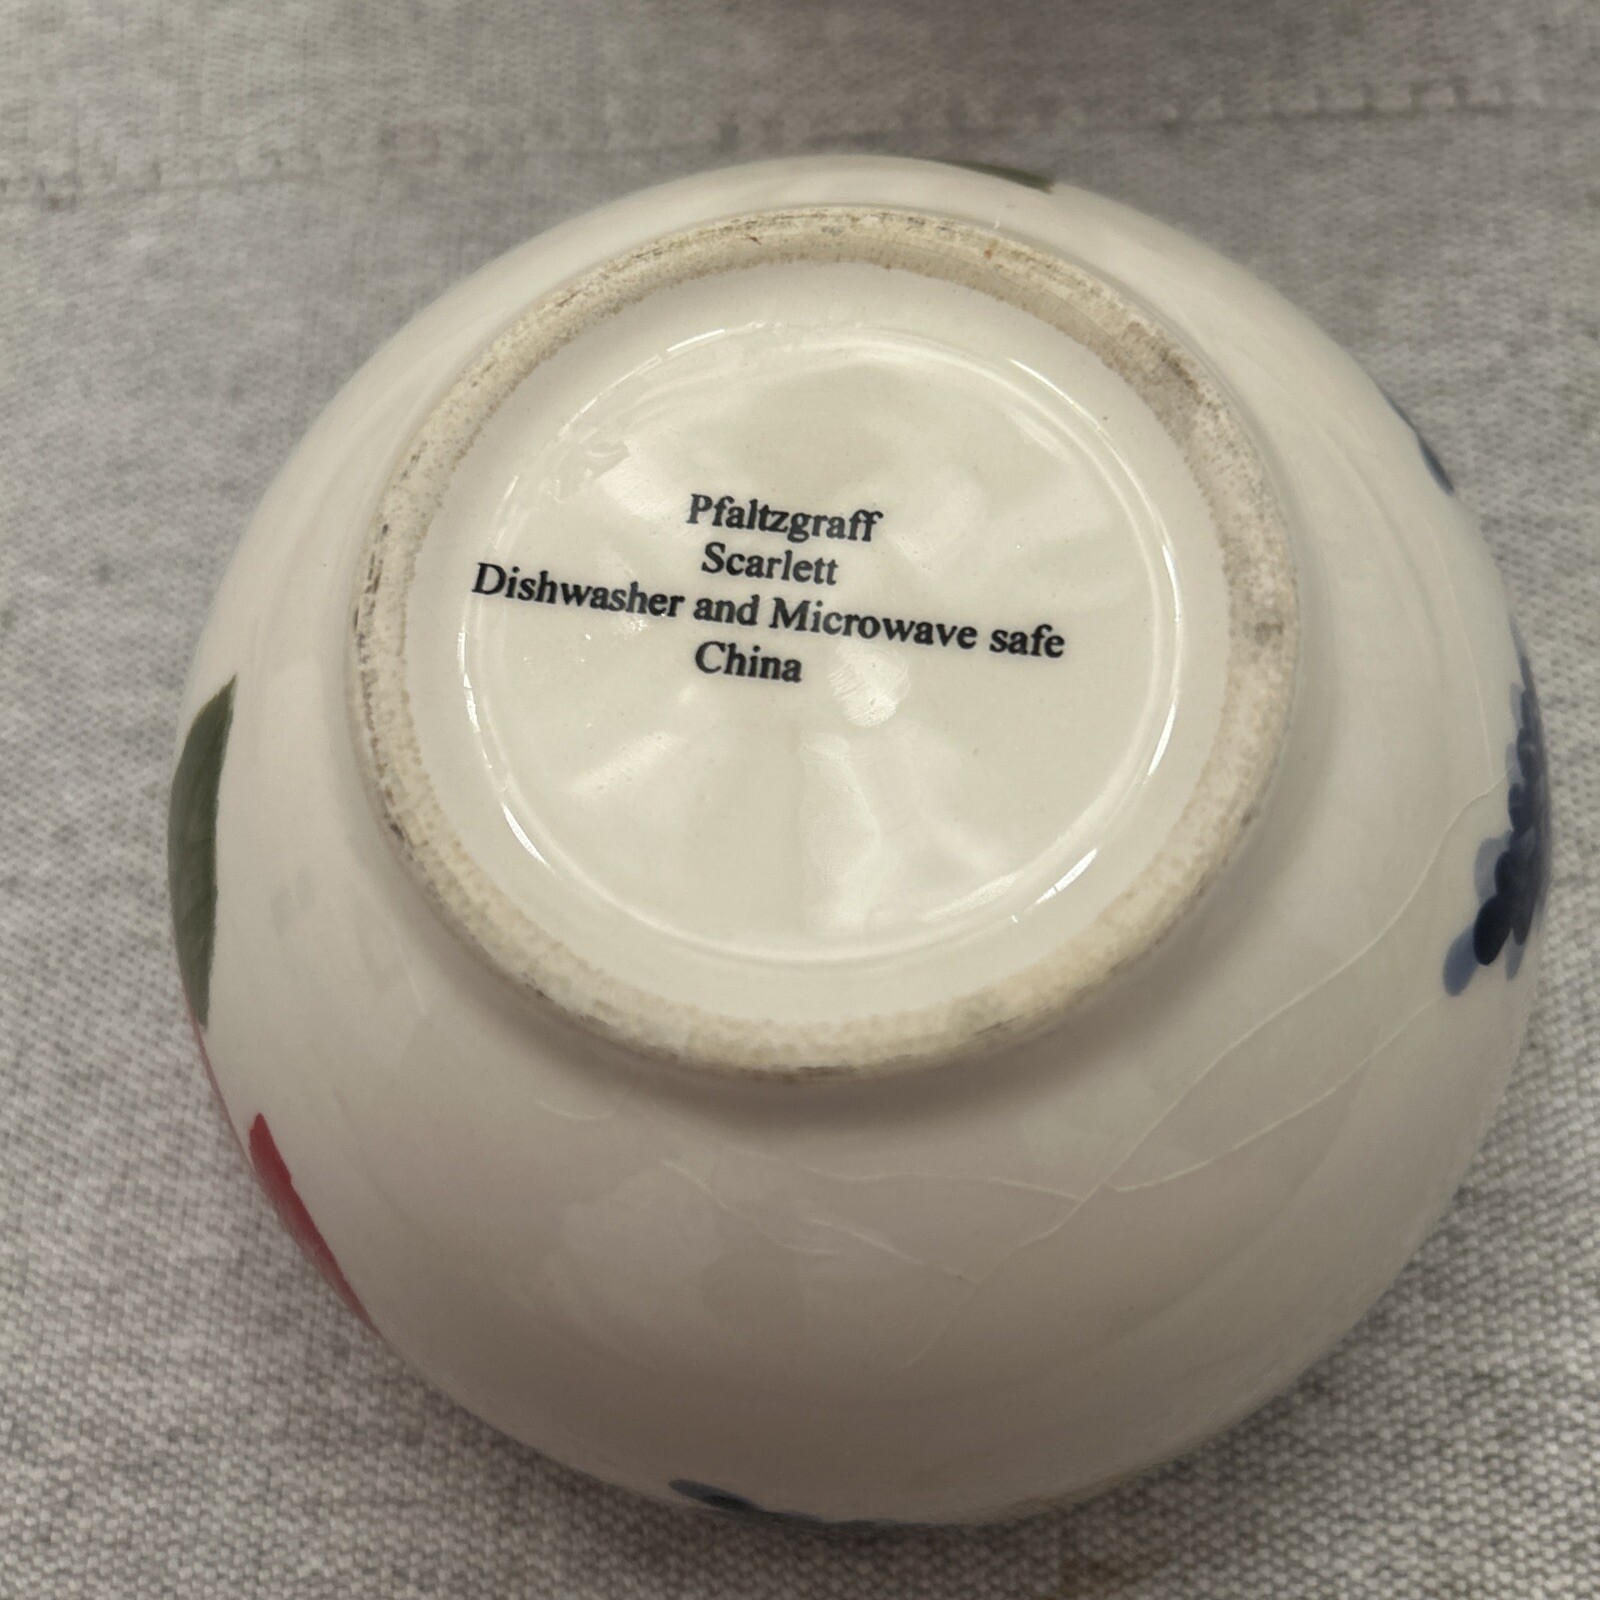 Pfaltzgraff
Scarlett
Dishwasher and Microwave safe
China